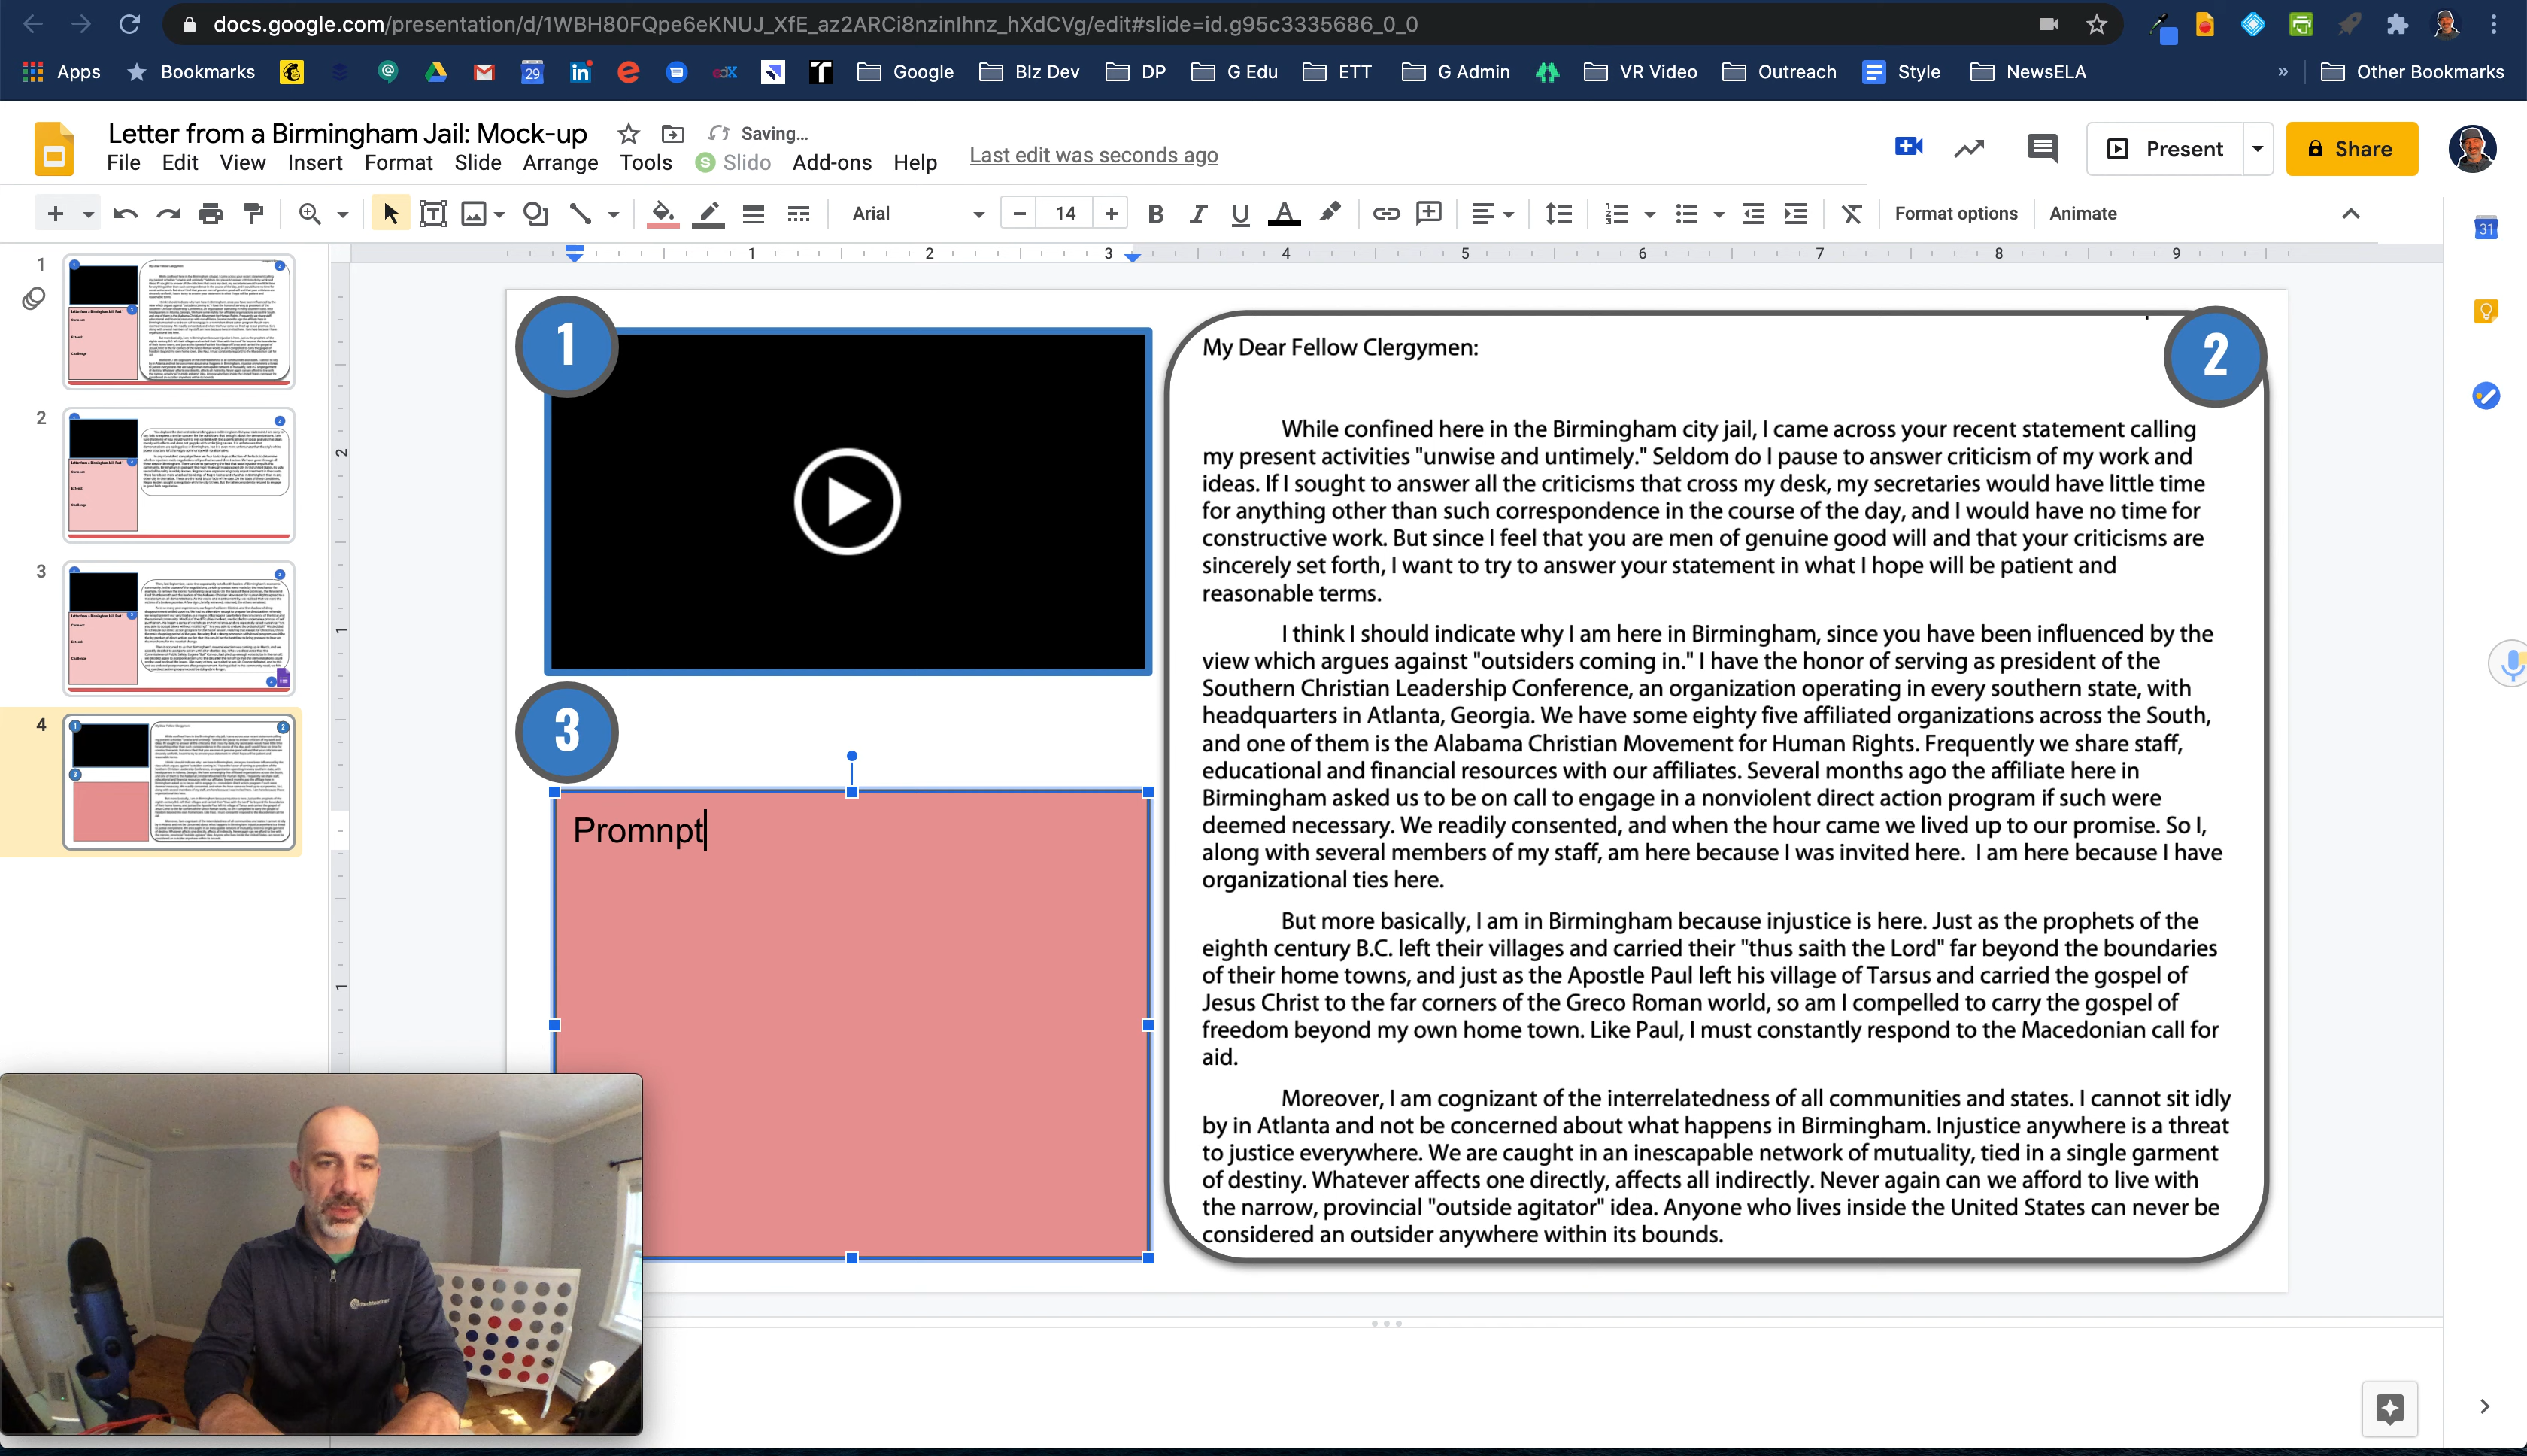 docs.google.com/presentation/d/1WBH80FQpe6eKNUJ_XfE_az2ARCi8nzinlhnz_hXdCVg/edit#slide=id.g95c3335686_0_0
Apps Bookmarks 29 Google BIz Dev DP G Edu ETT G Admin VR Video Outreach Style NewsELA » Other Bookmarks
Letter from a Birmingham Jail: Mock-up Saving...
File Edit View Insert Format Slide Arrange Tools S Slido Add-ons Help Last edit was seconds ago
Present Share
Arial 14 B I U A Format options Animate
31
1 2 3 4 5 6 7 8 9
2
1
1
1
2
3
4
1
2
3
Promnpt
My Dear Fellow Clergymen:
While confined here in the Birmingham city jail, I came across your recent statement calling
my present activities "unwise and untimely." Seldom do I pause to answer criticism of my work and
ideas. If I sought to answer all the criticisms that cross my desk, my secretaries would have little time
for anything other than such correspondence in the course of the day, and I would have no time for
constructive work. But since I feel that you are men of genuine good will and that your criticisms are
sincerely set forth, I want to try to answer your statement in what I hope will be patient and
reasonable terms.
I think I should indicate why I am here in Birmingham, since you have been influenced by the
view which argues against "outsiders coming in." I have the honor of serving as president of the
Southern Christian Leadership Conference, an organization operating in every southern state, with
headquarters in Atlanta, Georgia. We have some eighty five affiliated organizations across the South,
and one of them is the Alabama Christian Movement for Human Rights. Frequently we share staff,
educational and financial resources with our affiliates. Several months ago the affiliate here in
Birmingham asked us to be on call to engage in a nonviolent direct action program if such were
deemed necessary. We readily consented, and when the hour came we lived up to our promise. So I,
along with several members of my staff, am here because I was invited here. I am here because I have
organizational ties here.
But more basically, I am in Birmingham because injustice is here. Just as the prophets of the
eighth century B.C. left their villages and carried their "thus saith the Lord" far beyond the boundaries
of their home towns, and just as the Apostle Paul left his village of Tarsus and carried the gospel of
Jesus Christ to the far corners of the Greco Roman world, so am I compelled to carry the gospel of
freedom beyond my own home town. Like Paul, I must constantly respond to the Macedonian call for
aid.
Moreover, I am cognizant of the interrelatedness of all communities and states. I cannot sit idly
by in Atlanta and not be concerned about what happens in Birmingham. Injustice anywhere is a threat
to justice everywhere. We are caught in an inescapable network of mutuality, tied in a single garment
of destiny. Whatever affects one directly, affects all indirectly. Never again can we afford to live with
the narrow, provincial "outside agitator" idea. Anyone who lives inside the United States can never be
considered an outsider anywhere within its bounds.